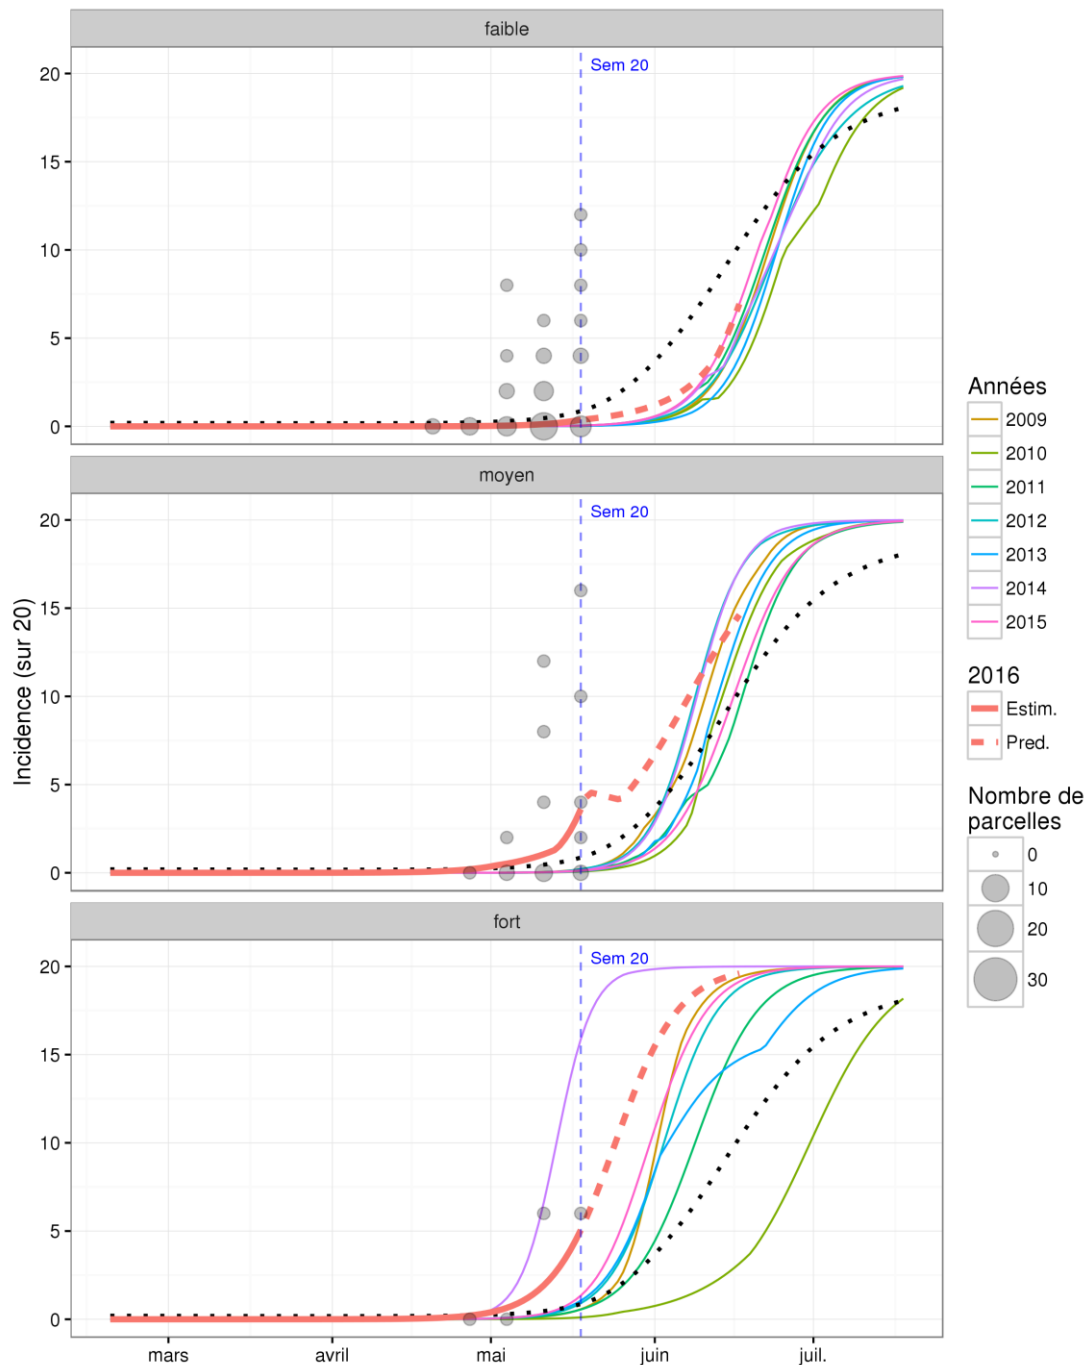 faible
Sem 20
20
15
10
5
0
moyen
Sem 20
20
15
10
5
0
fort
Sem 20
20
15
10
5
0
mars
avril
mai
juin
juil.
Incidence (sur 20)
Années
2009
2010
2011
2012
2013
2014
2015
2016
Estim.
Pred.
Nombre de
parcelles
0
10
20
30